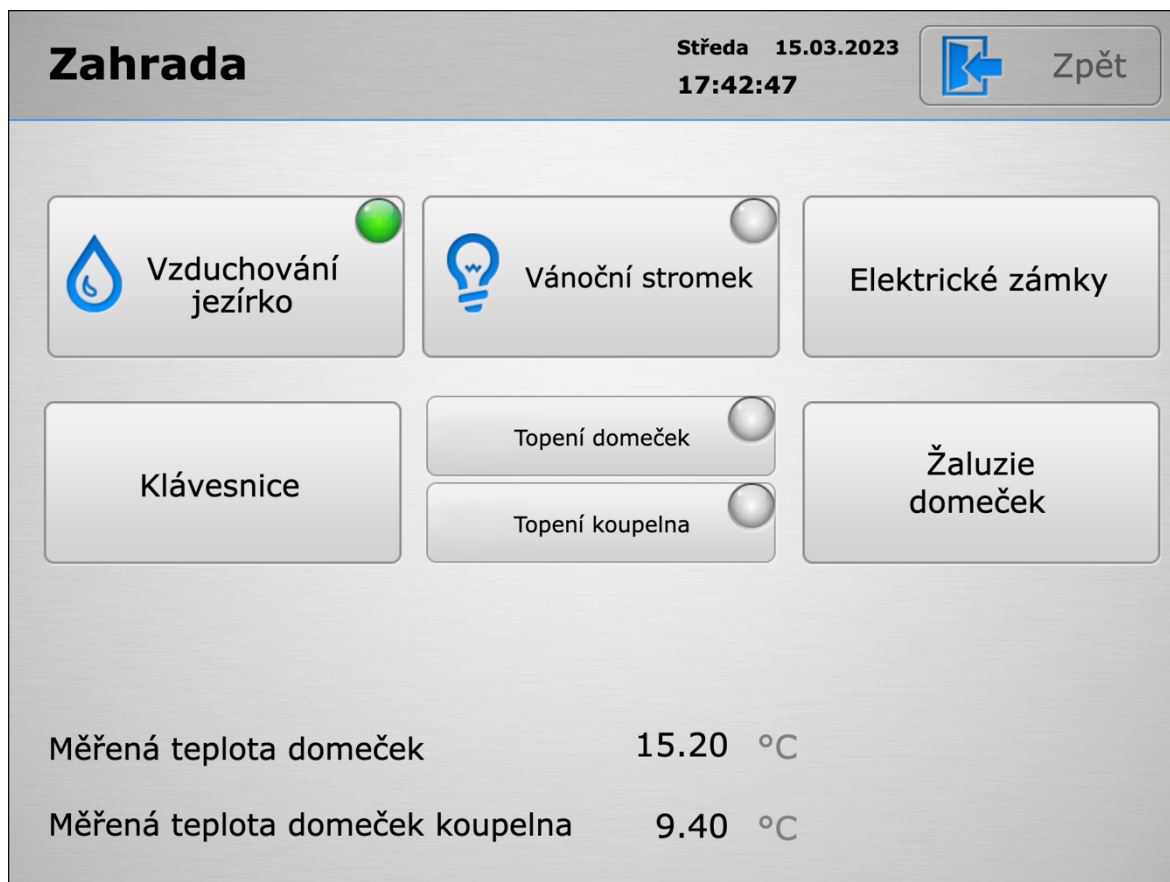 Zahrada
Středa 15.03.2023
17:42:47
Zpět
Vzduchování
jezírko
Vánoční stromek
Elektrické zámky
Klávesnice
Topení domeček
Topení koupelna
Žaluzie
domeček
Měřená teplota domeček 15.20 °C
Měřená teplota domeček koupelna 9.40 °C